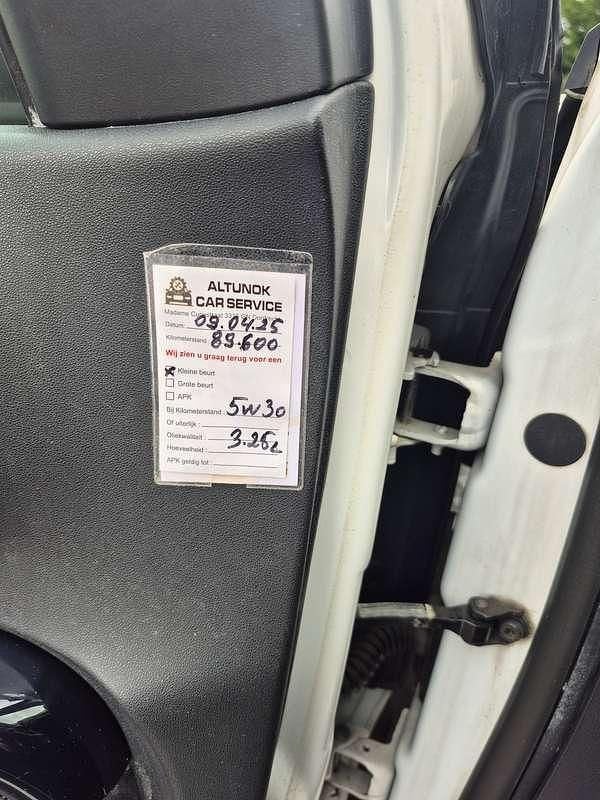 ALTUNOK
CAR SERVICE
Madame
Datum: 09.04.25
Kilometerstand: 89.600
Wij zien u graag terug voor een
Kleine beurt
Grote beurt
APK
Bij Kilometerstand: 5W30
Of uiterlijk:
Oliekwaliteit: 3.25L
Hoeveelheid:
APK geldig tot: